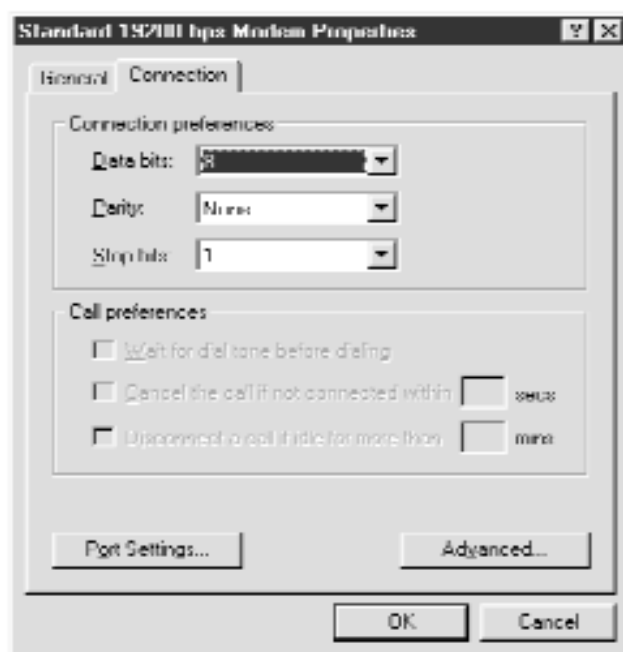 Standard 19200 bps Modem Properties
General Connection
Connection preferences
Data bits: 8
Parity: None
Stop bits: 1
Call preferences
Wait for dial tone before dialing
Cancel the call if not connected within secs
Disconnect a call if idle for more than mins
Port Settings... Advanced...
OK Cancel